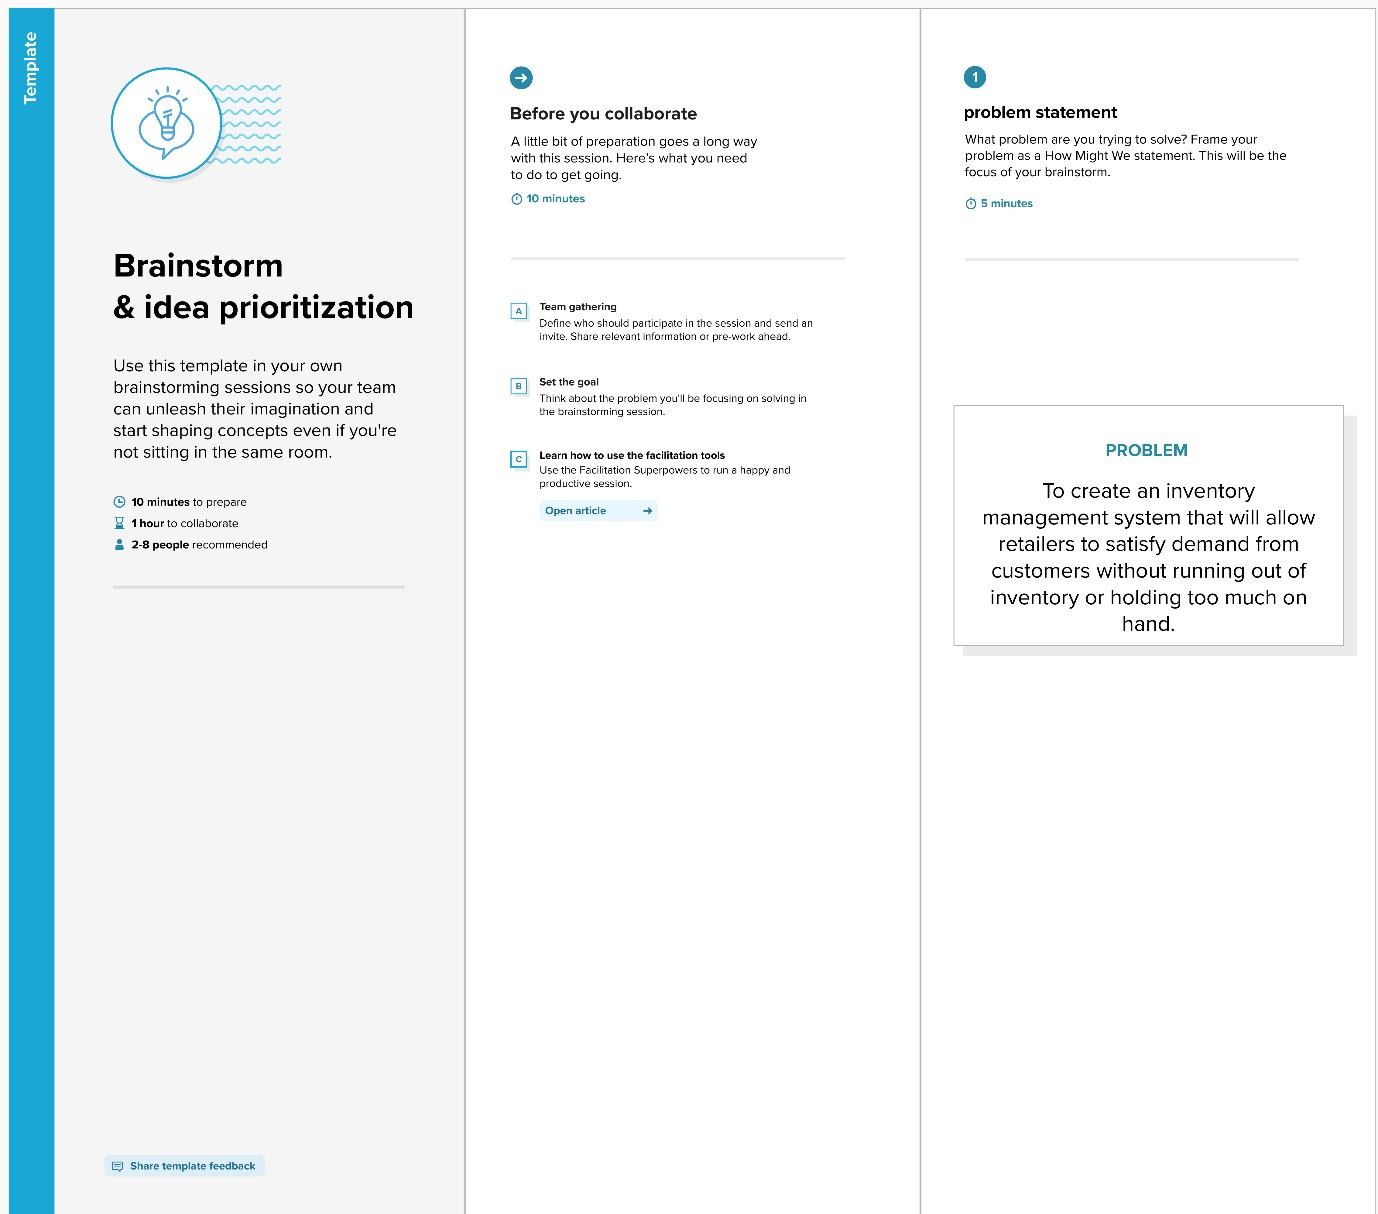 Template
Brainstorm
& idea prioritization
Use this template in your own
brainstorming sessions so your team
can unleash their imagination and
start shaping concepts even if you're
not sitting in the same room.
10 minutes to prepare
1 hour to collaborate
2-8 people recommended
Share template feedback
Before you collaborate
A little bit of preparation goes a long way
with this session. Here's what you need
to do to get going.
10 minutes
A
Team gathering
Define who should participate in the session and send an
invite. Share relevant information or pre-work ahead.
B
Set the goal
Think about the problem you'll be focusing on solving in
the brainstorming session.
C
Learn how to use the facilitation tools
Use the Facilitation Superpowers to run a happy and
productive session.
Open article
1
problem statement
What problem are you trying to solve? Frame your
problem as a How Might We statement. This will be the
focus of your brainstorm.
5 minutes
PROBLEM
To create an inventory
management system that will allow
retailers to satisfy demand from
customers without running out of
inventory or holding too much on
hand.